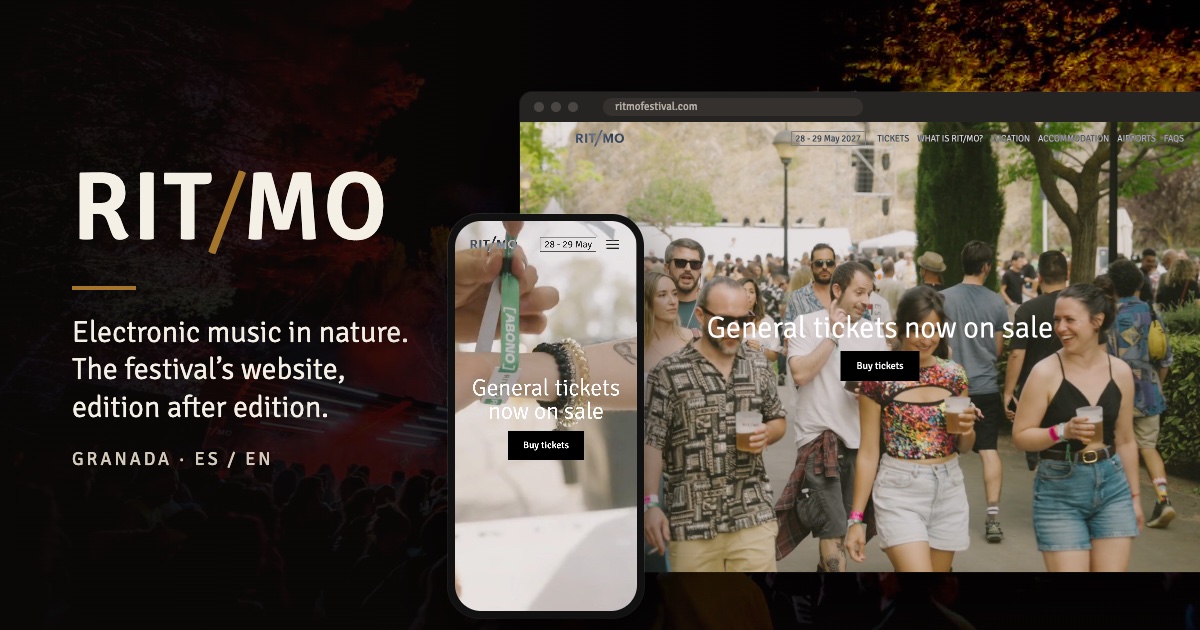 RIT/MO
Electronic music in nature.
The festival’s website,
edition after edition.
GRANADA · ES / EN
ritmofestival.com
RIT/MO
28 - 29 May 2027
TICKETS
WHAT IS RIT/MO?
LOCATION
ACCOMMODATION
AIRPORTS
FAQS
General tickets now on sale
Buy tickets
RIT/MO
28 - 29 May
[ABONO]
General tickets
now on sale
Buy tickets